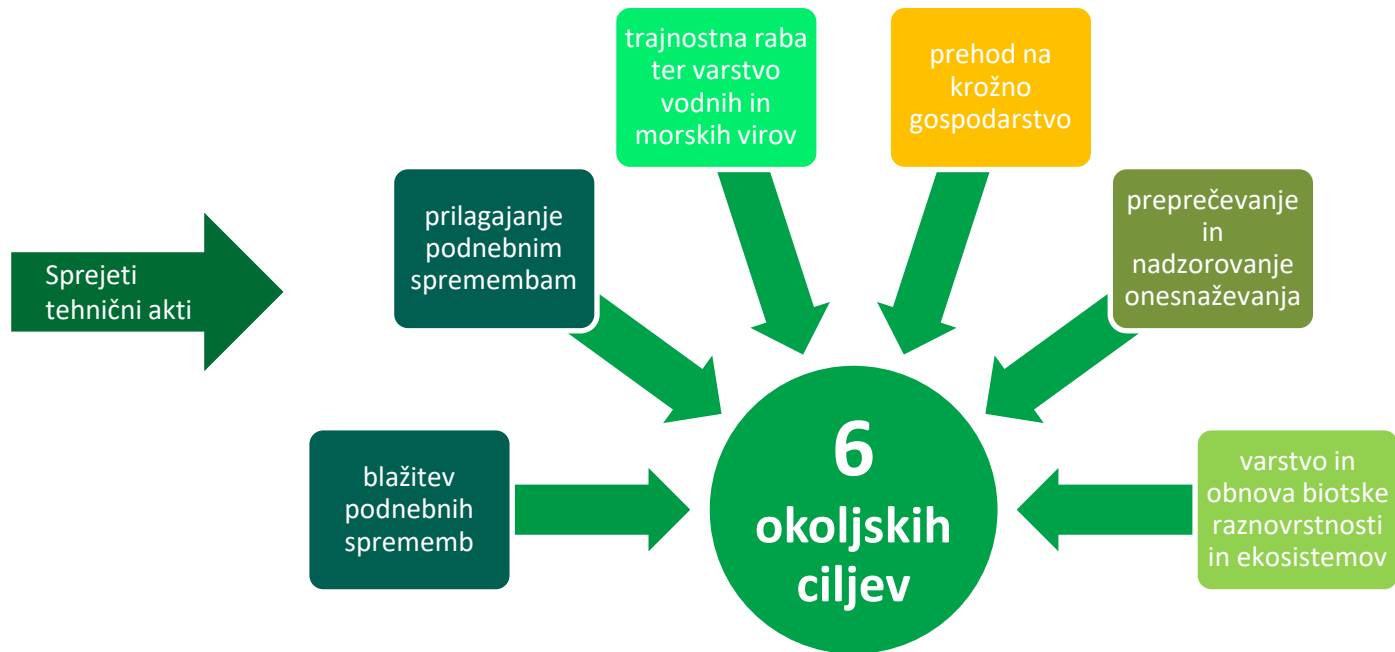 Sprejeti
tehnični akti
blažitev
podnebnih
sprememb
prilagajanje
podnebnim
spremembam
trajnostna raba
ter varstvo
vodnih in
morskih virov
prehod na
krožno
gospodarstvo
preprečevanje
in
nadzorovanje
onesnaževanja
varstvo in
obnova biotske
raznovrstnosti
in ekosistemov
6
okoljskih
ciljev